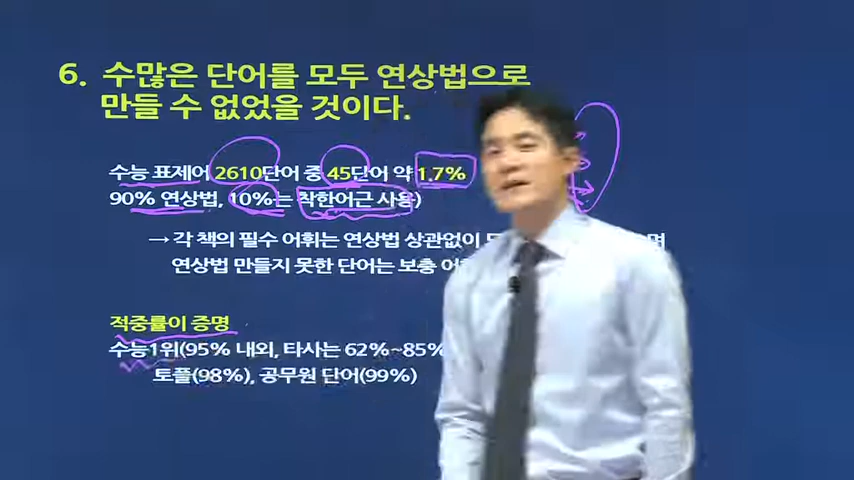 6. 수많은 단어를 모두 연상법으로
만들 수 없었을 것이다.
수능 표제어 2610단어 중 45단어 약 1.7%
90% 연상법, 10%는 착한어근 사용)
→ 각 책의 필수 어휘는 연상법 상관없이
연상법 만들지 못한 단어는 보충
적중률이 증명
수능1위(95% 내외, 타사는 62%~85%
토플(98%), 공무원 단어(99%)